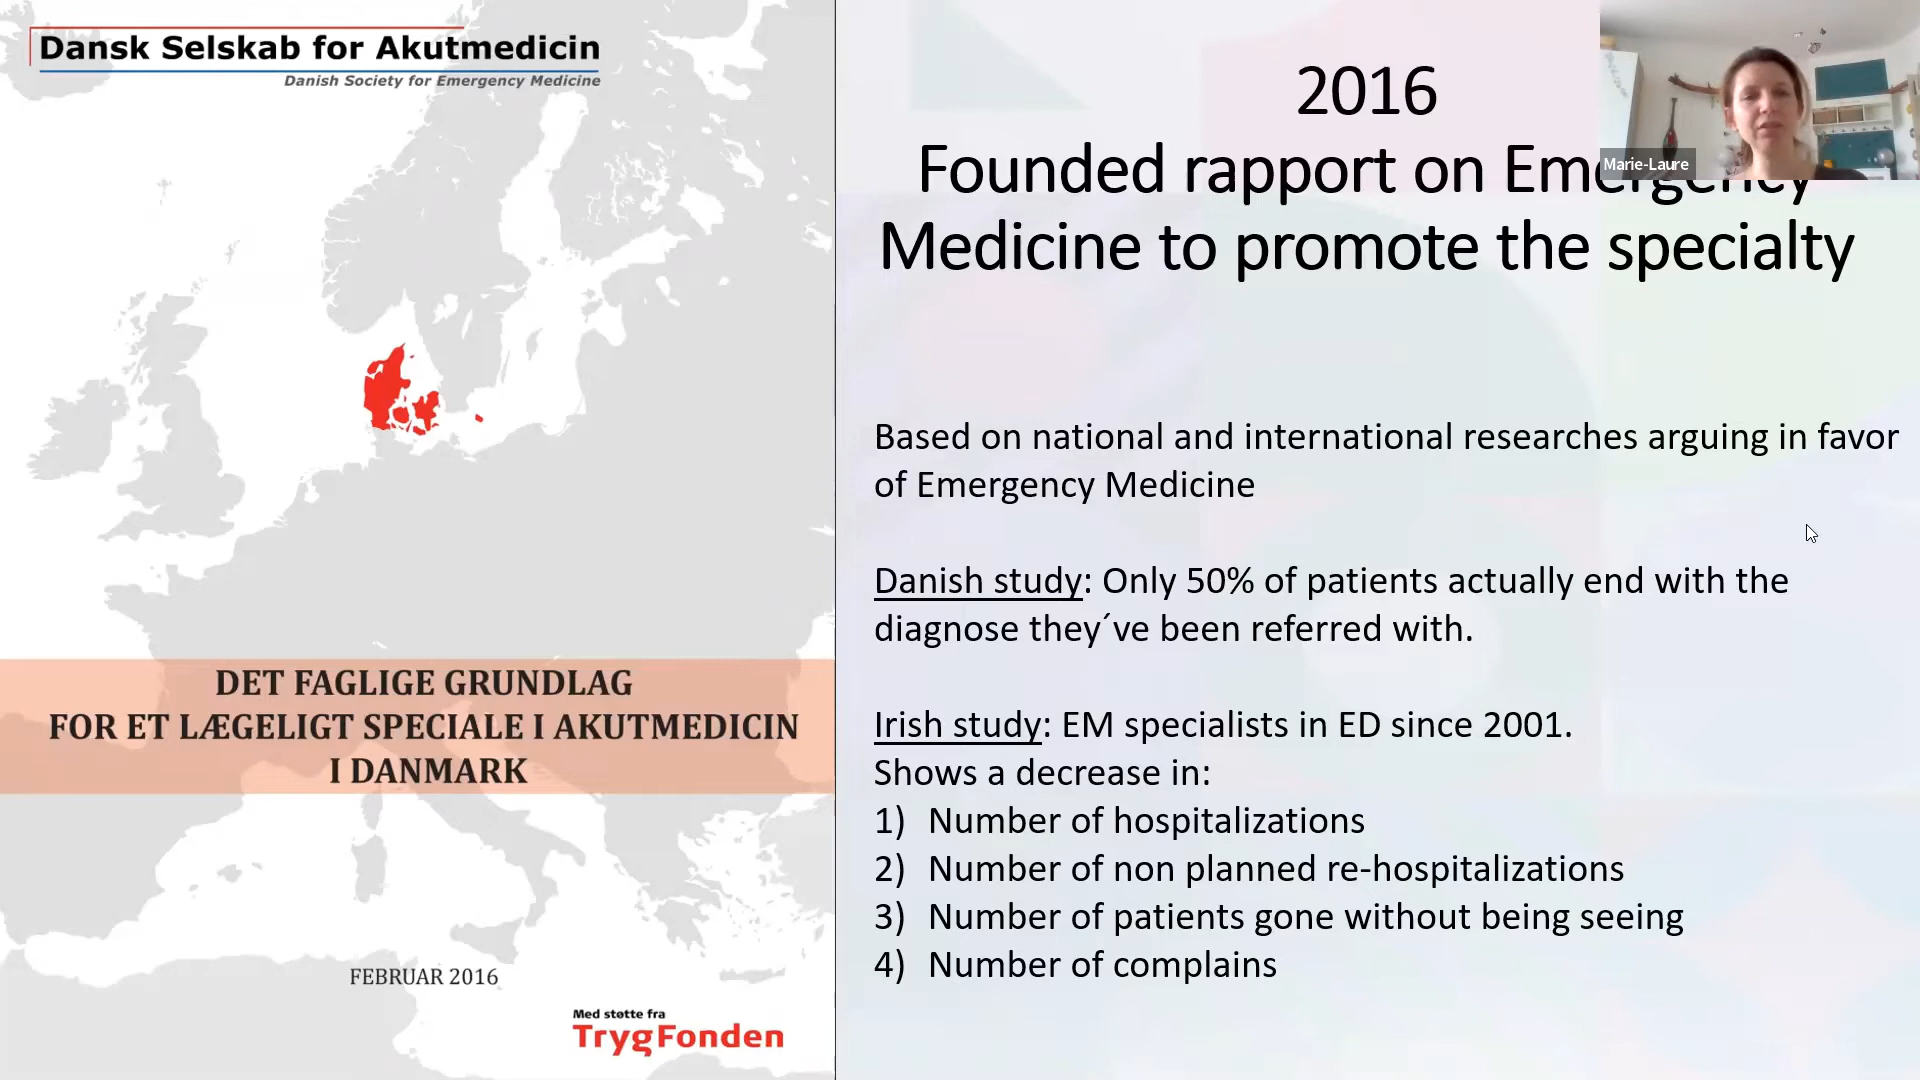 Dansk Selskab for Akutmedicin
Danish Society for Emergency Medicine
DET FAGLIGE GRUNDLAG
FOR ET LÆGELIGT SPECIALE I AKUTMEDICIN
I DANMARK
FEBRUAR 2016
Med støtte fra
TrygFonden
2016
Founded rapport on Emergency
Medicine to promote the specialty
Marie-Laure
Based on national and international researches arguing in favor
of Emergency Medicine
Danish study: Only 50% of patients actually end with the
diagnose they´ve been referred with.
Irish study: EM specialists in ED since 2001.
Shows a decrease in:
1) Number of hospitalizations
2) Number of non planned re-hospitalizations
3) Number of patients gone without being seeing
4) Number of complains